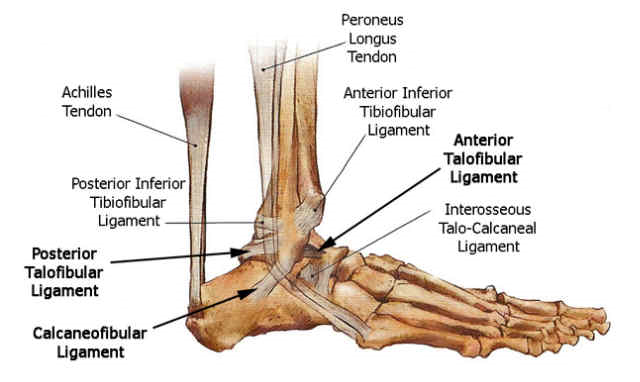 Peroneus
Longus
Tendon
Achilles
Tendon
Anterior Inferior
Tibiofibular
Ligament
Anterior
Talofibular
Ligament
Posterior Inferior
Tibiofibular
Ligament
Interosseous
Talo-Calcaneal
Ligament
Posterior
Talofibular
Ligament
Calcaneofibular
Ligament